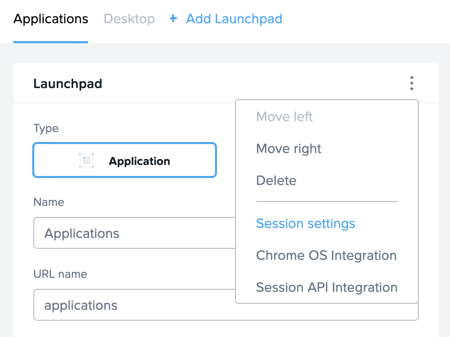 Applications Desktop + Add Launchpad
Launchpad
Move left
Type
Move right
Application
Delete
Name
Session settings
Applications
Chrome OS Integration
URL name
Session API Integration
applications